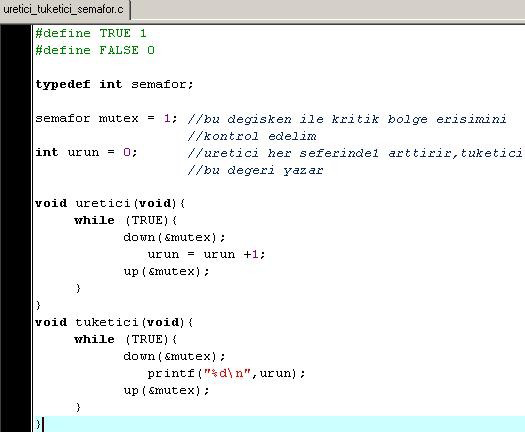 uretici_tuketici_semafor.c
#define TRUE 1
#define FALSE 0
typedef int semafor;
semafor mutex = 1; //bu degisken ile kritik bolge erisimini
//kontrol edelim
int urun = 0; //uretici her seferinde1 arttirir,tuketici
//bu degeri yazar
void uretici(void){
while (TRUE){
down(&mutex);
urun = urun +1;
up(&mutex);
}
}
void tuketici(void){
while (TRUE){
down(&mutex);
printf("%d\n",urun);
up(&mutex);
}
}